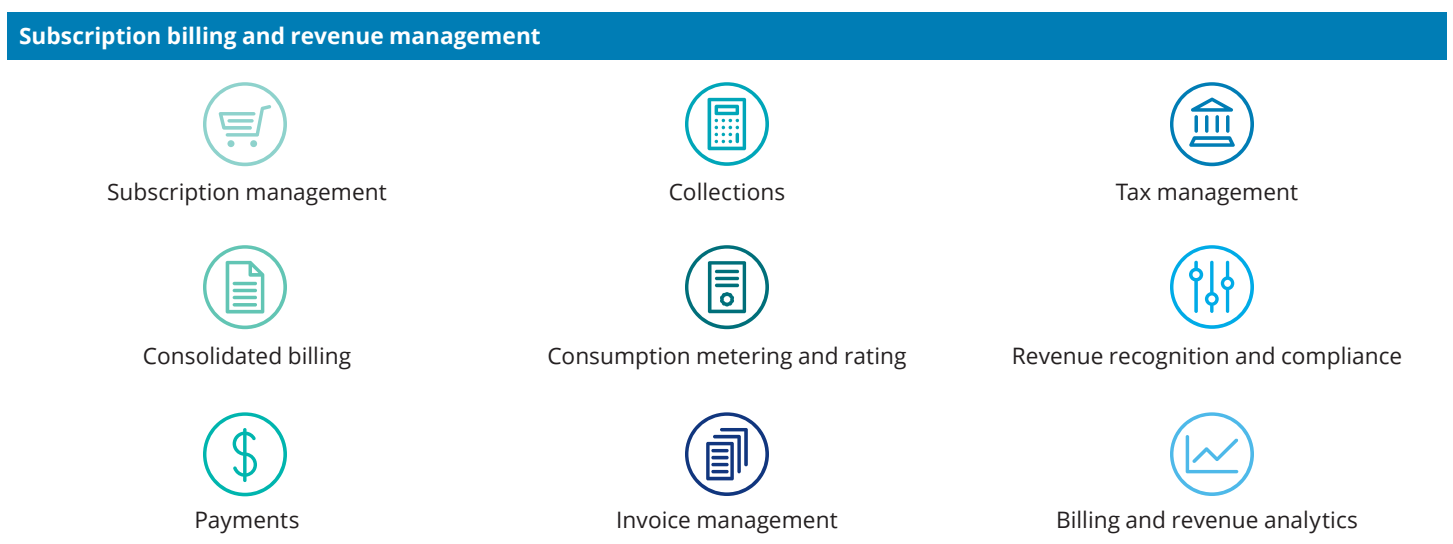 Subscription billing and revenue management
Subscription management
Collections
Tax management
Consolidated billing
Consumption metering and rating
Revenue recognition and compliance
Payments
Invoice management
Billing and revenue analytics